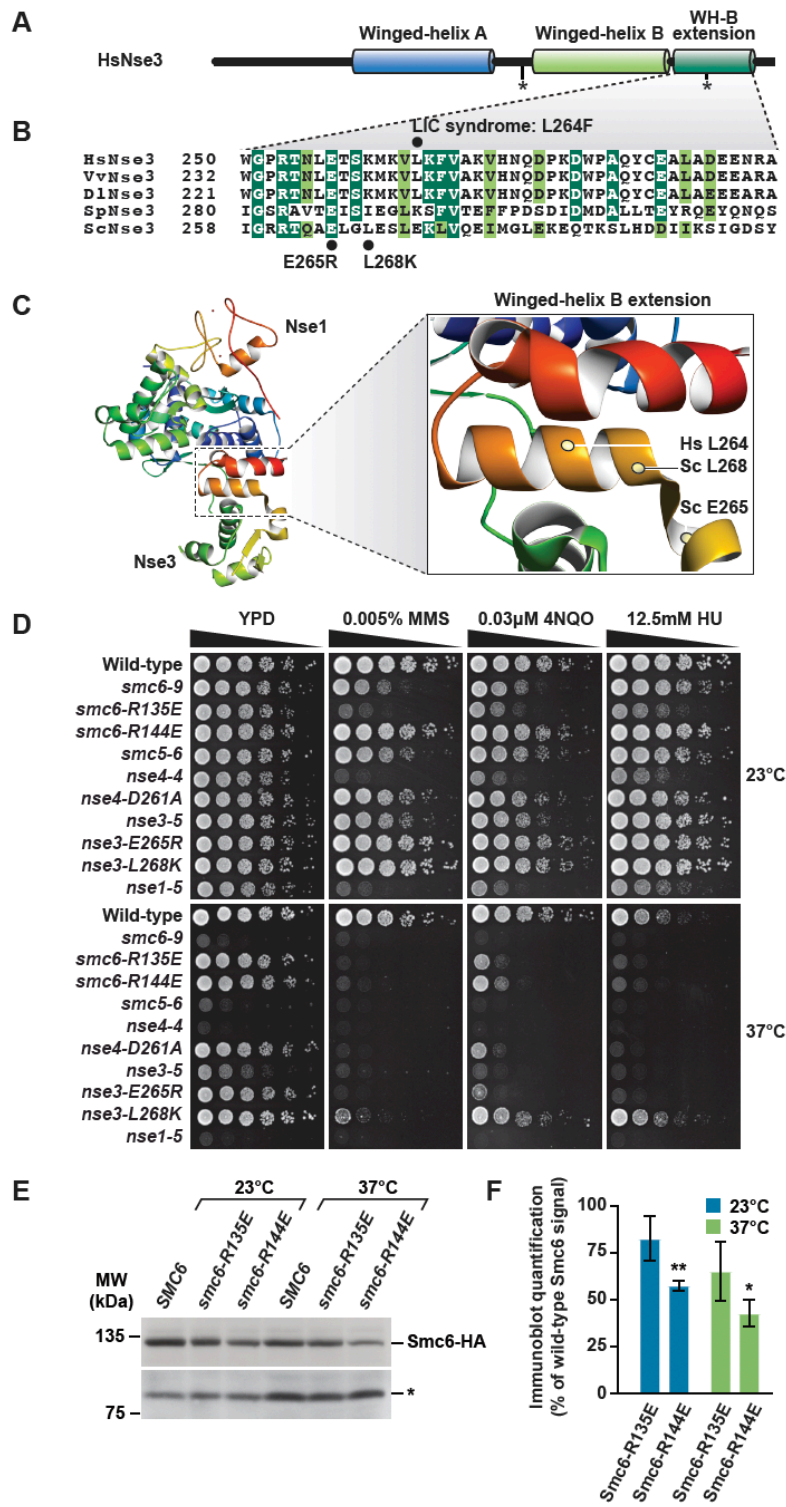 A
HsNse3
Winged-helix A
Winged-helix B
WH-B
extension
*
*
B
LIC syndrome: L264F
HsNse3 250 WGPRTNLETSKMKVLKFVAKVHNQDPKDWPAQYCEALADEENRA
VvNse3 232 WGPRTNLETSKMKVLKFVAKVHNQDPKDWPAQYCEALADEENRA
DlNse3 221 WGPRTNLETSKMKVLKFVAKVHNQDPKDWPAQYCEALAEEENRA
SpNse3 280 IGSRAVTEISIEGLKSFVTEFFPDSDIDMDALLTEYRQEYQNQS
ScNse3 258 IGRRTQAELGLESLEKLVQEIMGLEKEQTKSLHDDIIKSIGDSY
E265R L268K
C
Nse1
Nse3
Winged-helix B extension
Hs L264
Sc L268
Sc E265
D
YPD 0.005% MMS 0.03μM 4NQO 12.5mM HU
Wild-type
smc6-9
smc6-R135E
smc6-R144E
smc5-6
nse4-4
nse4-D261A
nse3-5
nse3-E265R
nse3-L268K
nse1-5
23°C
Wild-type
smc6-9
smc6-R135E
smc6-R144E
smc5-6
nse4-4
nse4-D261A
nse3-5
nse3-E265R
nse3-L268K
nse1-5
37°C
E
23°C 37°C
SMC6 smc6-R135E smc6-R144E SMC6 smc6-R135E smc6-R144E
MW
(kDa)
135
75
Smc6-HA
*
F
Immunoblot quantification
(% of wild-type Smc6 signal)
100
75
50
25
0
23°C
37°C
**
*
Smc6-R135E Smc6-R144E Smc6-R135E Smc6-R144E